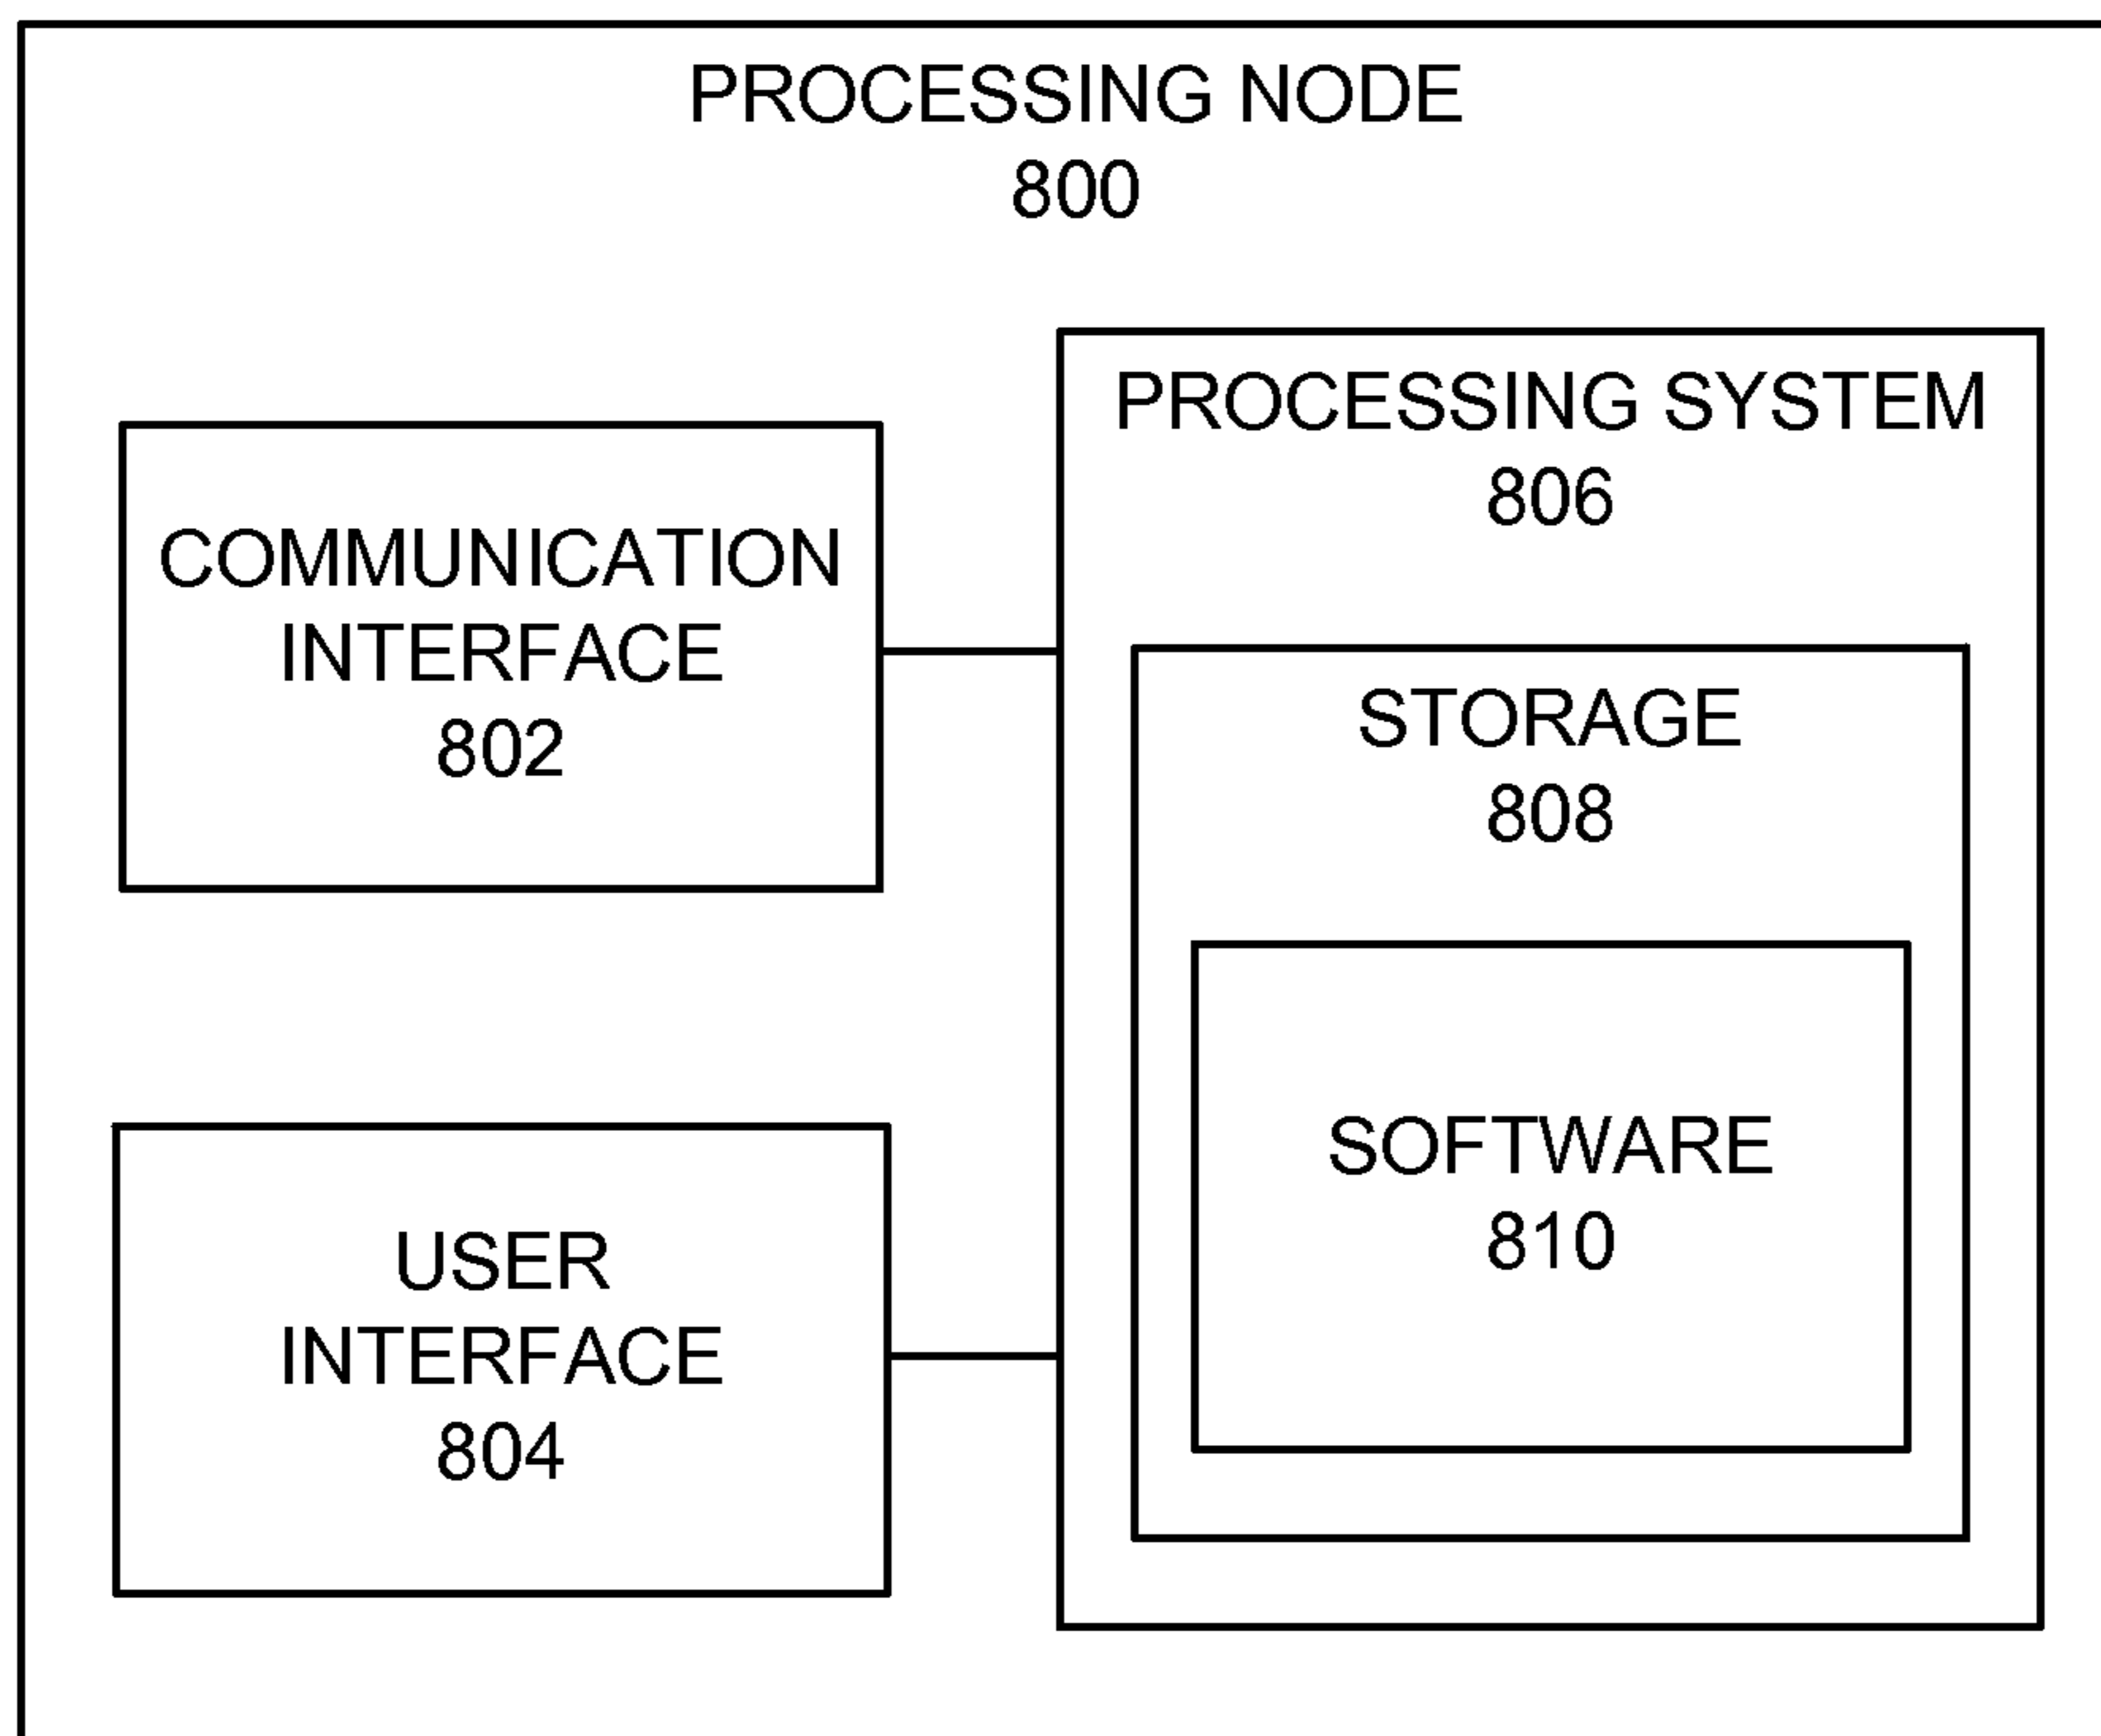 PROCESSING NODE
800
COMMUNICATION
INTERFACE
802
USER
INTERFACE
804
PROCESSING SYSTEM
806
STORAGE
808
SOFTWARE
810